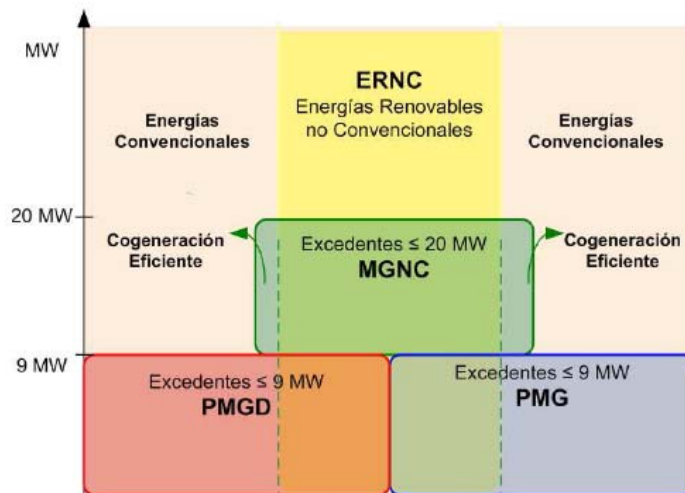 MW
ERNC
Energías Renovables
no Convencionales
Energías
Convencionales
Energías
Convencionales
20 MW
Cogeneración
Eficiente
Excedentes ≤ 20 MW
MGNC
Cogeneración
Eficiente
9 MW
Excedentes ≤ 9 MW
PMGD
Excedentes ≤ 9 MW
PMG